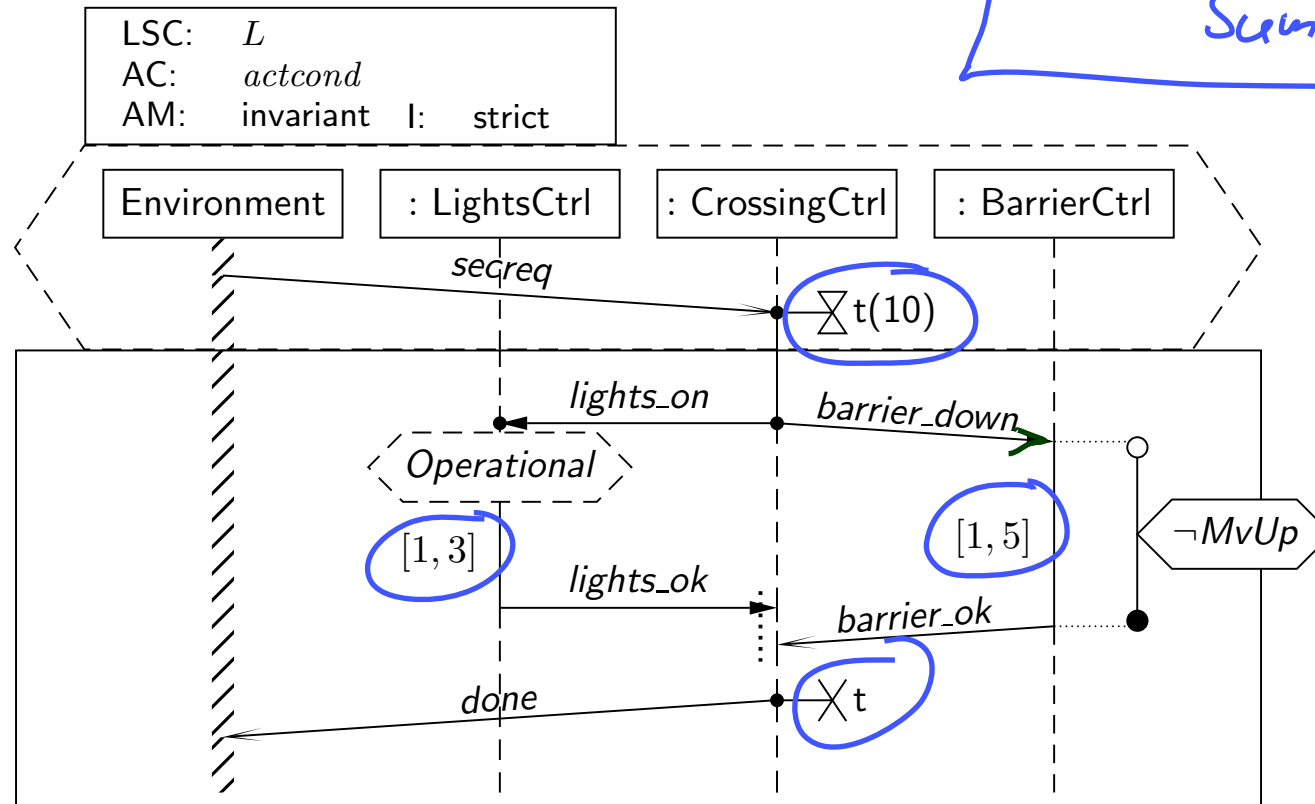 LSC: L
AC: actcond
AM: invariant I: strict
Environment
: LightsCtrl
: CrossingCtrl
: BarrierCtrl
secreq
t(10)
lights_on
barrier_down
Operational
[1, 3]
[1, 5]
¬MvUp
lights_ok
barrier_ok
done
t